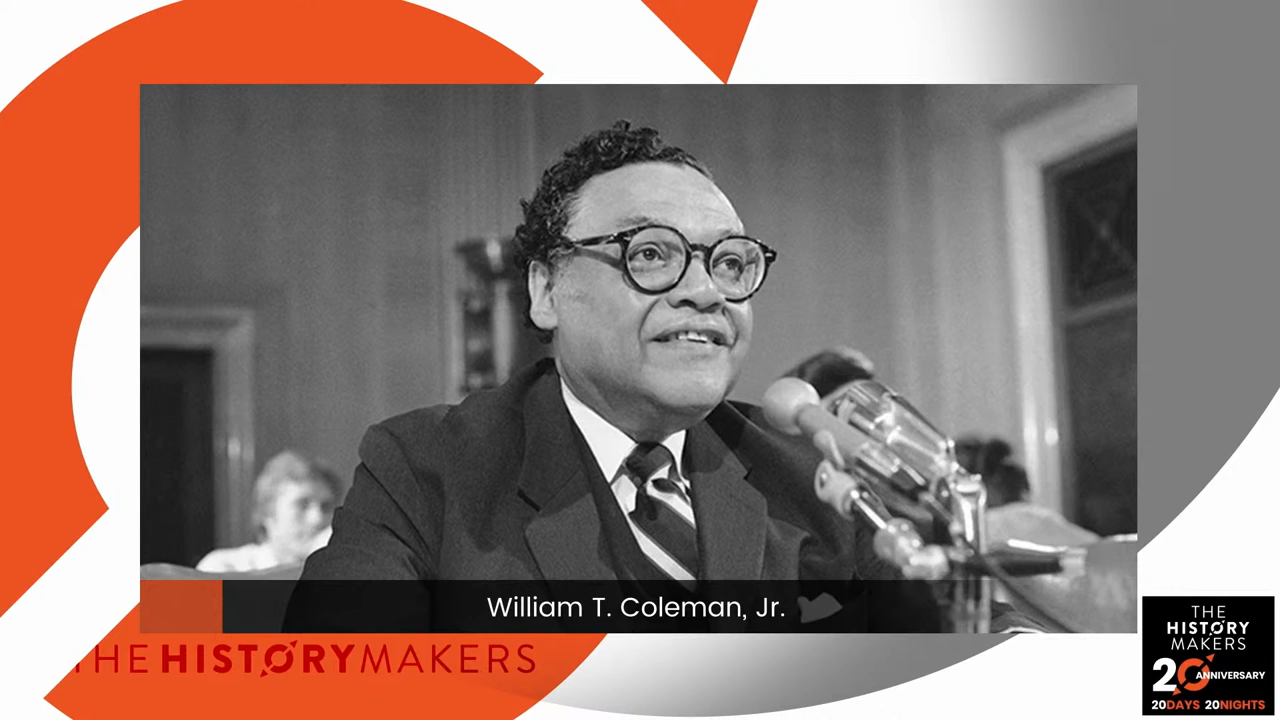 William T. Coleman, Jr.
THE HISTORYMAKERS
THE
HISTORY
MAKERS
20 ANNIVERSARY
20DAYS 20NIGHTS